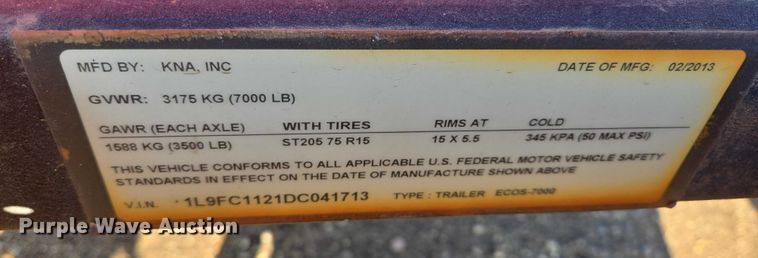 MFD BY: KNA, INC DATE OF MFG: 02/2013
GVWR: 3175 KG (7000 LB)
GAWR (EACH AXLE) WITH TIRES RIMS AT COLD
1588 KG (3500 LB) ST205 75 R15 15 X 5.5 345 KPA (50 MAX PSI)
THIS VEHICLE CONFORMS TO ALL APPLICABLE U.S. FEDERAL MOTOR VEHICLE SAFETY
STANDARDS IN EFFECT ON THE DATE OF MANUFACTURE SHOWN ABOVE
V.I.N. 1L9FC1121DC041713 TYPE: TRAILER ECOS-7000
Purple Wave Auction